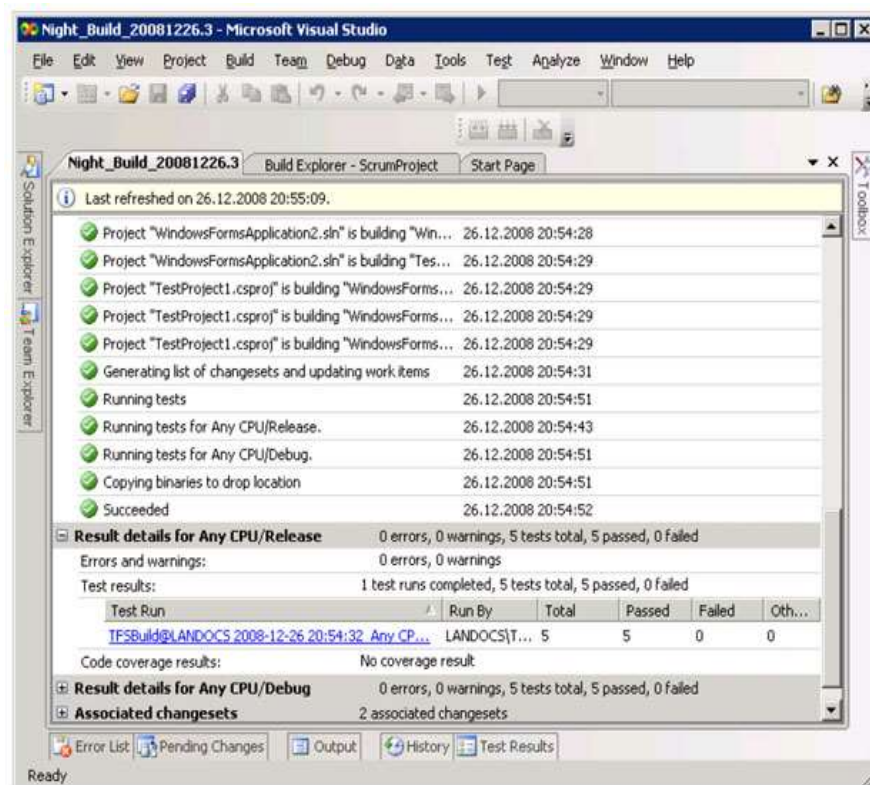 Night_Build_20081226.3 - Microsoft Visual Studio
File Edit View Project Build Team Debug Data Tools Test Analyze Window Help
Night_Build_20081226.3 Build Explorer - ScrumProject Start Page
Solution Explorer
Team Explorer
Toolbox
Last refreshed on 26.12.2008 20:55:09.
Project "WindowsFormsApplication2.sln" is building "Win... 26.12.2008 20:54:28
Project "WindowsFormsApplication2.sln" is building "Tes... 26.12.2008 20:54:29
Project "TestProject1.csproj" is building "WindowsForms... 26.12.2008 20:54:29
Project "TestProject1.csproj" is building "WindowsForms... 26.12.2008 20:54:29
Project "TestProject1.csproj" is building "WindowsForms... 26.12.2008 20:54:29
Generating list of changesets and updating work items 26.12.2008 20:54:31
Running tests 26.12.2008 20:54:51
Running tests for Any CPU/Release. 26.12.2008 20:54:43
Running tests for Any CPU/Debug. 26.12.2008 20:54:51
Copying binaries to drop location 26.12.2008 20:54:51
Succeeded 26.12.2008 20:54:52
Result details for Any CPU/Release 0 errors, 0 warnings, 5 tests total, 5 passed, 0 failed
Errors and warnings: 0 errors, 0 warnings
Test results: 1 test runs completed, 5 tests total, 5 passed, 0 failed
Test Run Run By Total Passed Failed Oth...
TFSBuild@LANDOCS 2008-12-26 20:54:32_Any CP... LANDOCS\T... 5 5 0 0
Code coverage results: No coverage result
Result details for Any CPU/Debug 0 errors, 0 warnings, 5 tests total, 5 passed, 0 failed
Associated changesets 2 associated changesets
Error List Pending Changes Output History Test Results
Ready